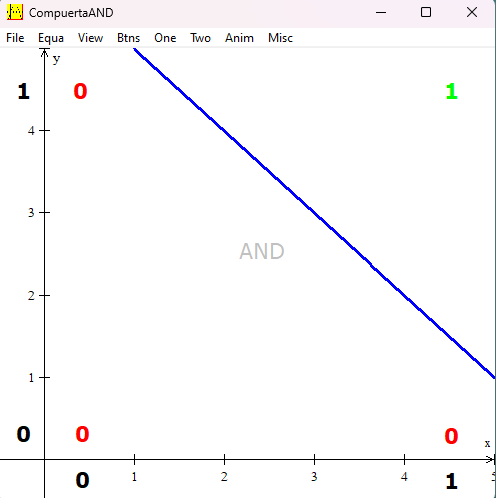 CompuertaAND
File Equa View Btns One Two Anim Misc
y
1 0 1
4
3
AND
2
1
0 0 0
x
1 2 3 4 5
0 1